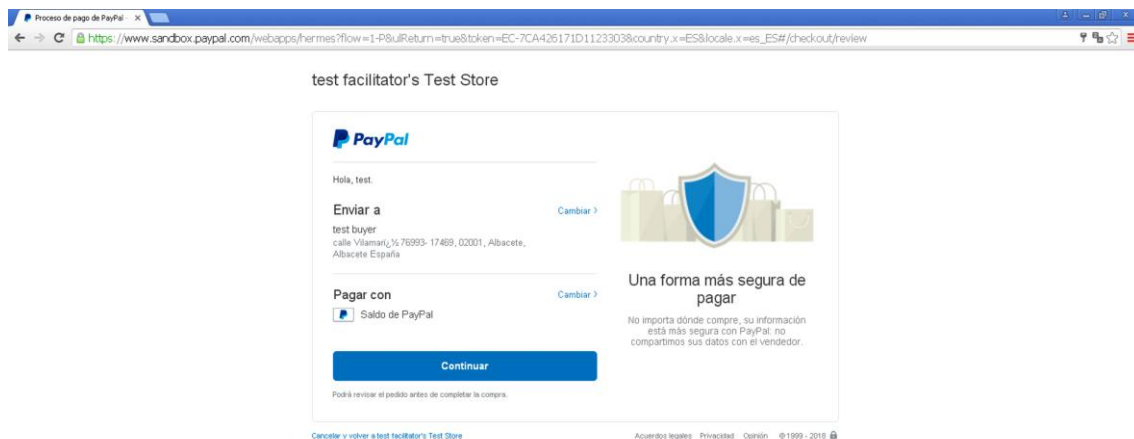 Proceso de pago de PayPal -
https://www.sandbox.paypal.com/webapps/hermes?flow=1-P&ulReturn=true&token=EC-7CA426171D1123303&country.x=ES&locale.x=es_ES#/checkout/review
test facilitator's Test Store
PayPal
Hola, test.
Enviar a
Cambiar >
test buyer
calle Vilamarï¿½ 76993- 17469, 02001, Albacete,
Albacete España
Pagar con
Cambiar >
Saldo de PayPal
Continuar
Podrá revisar el pedido antes de completar la compra.
Una forma más segura de
pagar
No importa dónde compre, su información
está más segura con PayPal: no
compartimos sus datos con el vendedor.
Cancelar y volver a test facilitator's Test Store
Acuerdos legales Privacidad Opinión © 1999 - 2018